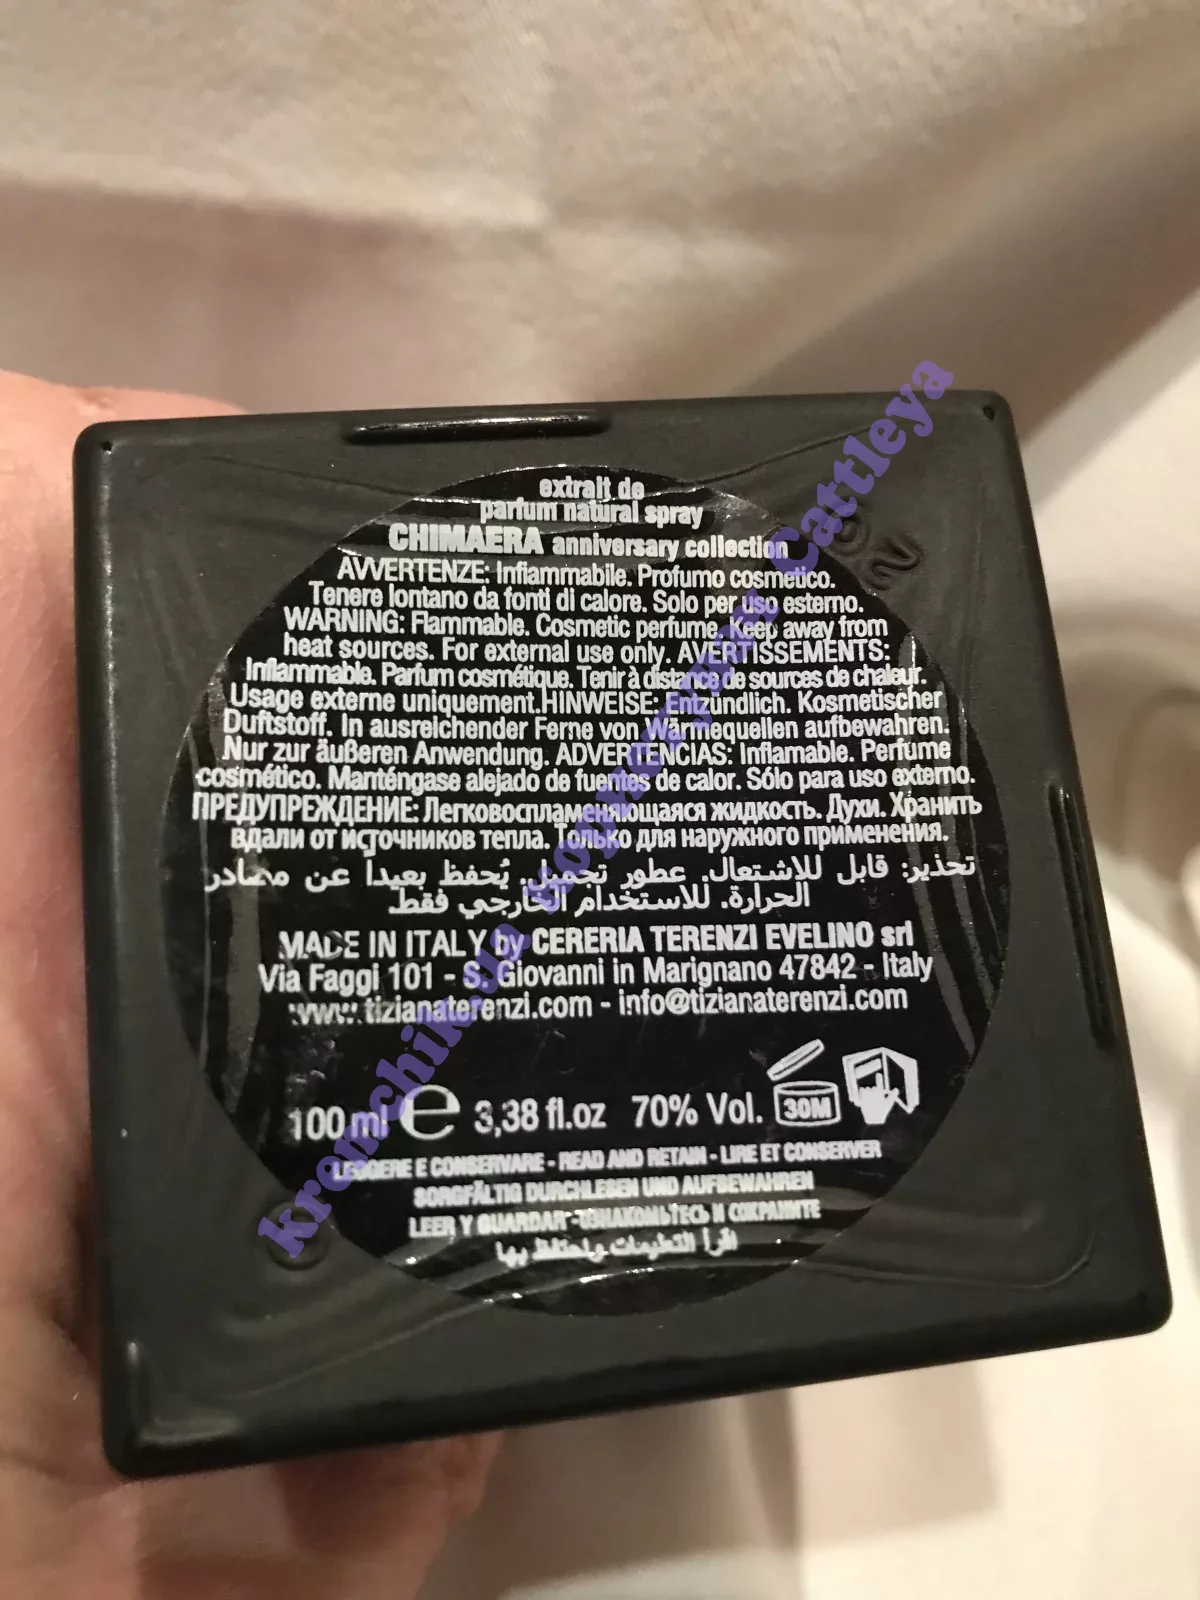 extrait de
parfum natural spray
CHIMAERA anniversary collection
AVVERTENZE: Infiammabile. Profumo cosmetico.
Tenere lontano da fonti di calore. Solo per uso esterno.
WARNING: Flammable. Cosmetic perfume. Keep away from
heat sources. For external use only. AVERTISSEMENTS:
Inflammable. Parfum cosmétique. Tenir à distance de sources de chaleur.
Usage externe uniquement.HINWEISE: Entzündlich. Kosmetischer
Duftstoff. In ausreichender Ferne von Wärmequellen aufbewahren.
Nur zur äußeren Anwendung. ADVERTENCIAS: Inflamable. Perfume
cosmético. Manténgase alejado de fuentes de calor. Sólo para uso externo.
ПРЕДУПРЕЖДЕНИЕ: Легковоспламеняющаяся жидкость. Духи. Хранить
вдали от источников тепла. Только для наружного применения.
تحذير: قابل للاشتعال. عطور تجميل. يُحفظ بعيداً عن مصادر
الحرارة. للاستخدام الخارجي فقط.
MADE IN ITALY by CERERIA TERENZI EVELINO srl
Via Faggi 101 - S. Giovanni in Marignano 47842 - Italy
www.tizianaterenzi.com - info@tizianaterenzi.com
100 ml e 3,38 fl.oz 70% Vol. 30M
LEGGERE E CONSERVARE - READ AND RETAIN - LIRE ET CONSERVER
SORGFÄLTIG DURCHLESEN UND AUFBEWAHREN
LEER Y GUARDAR - ОЗНАКОМЬТЕСЬ И СОХРАНИТЕ
اقرأ التعليمات واحتفظ بها
kronchik.ua Cattleya